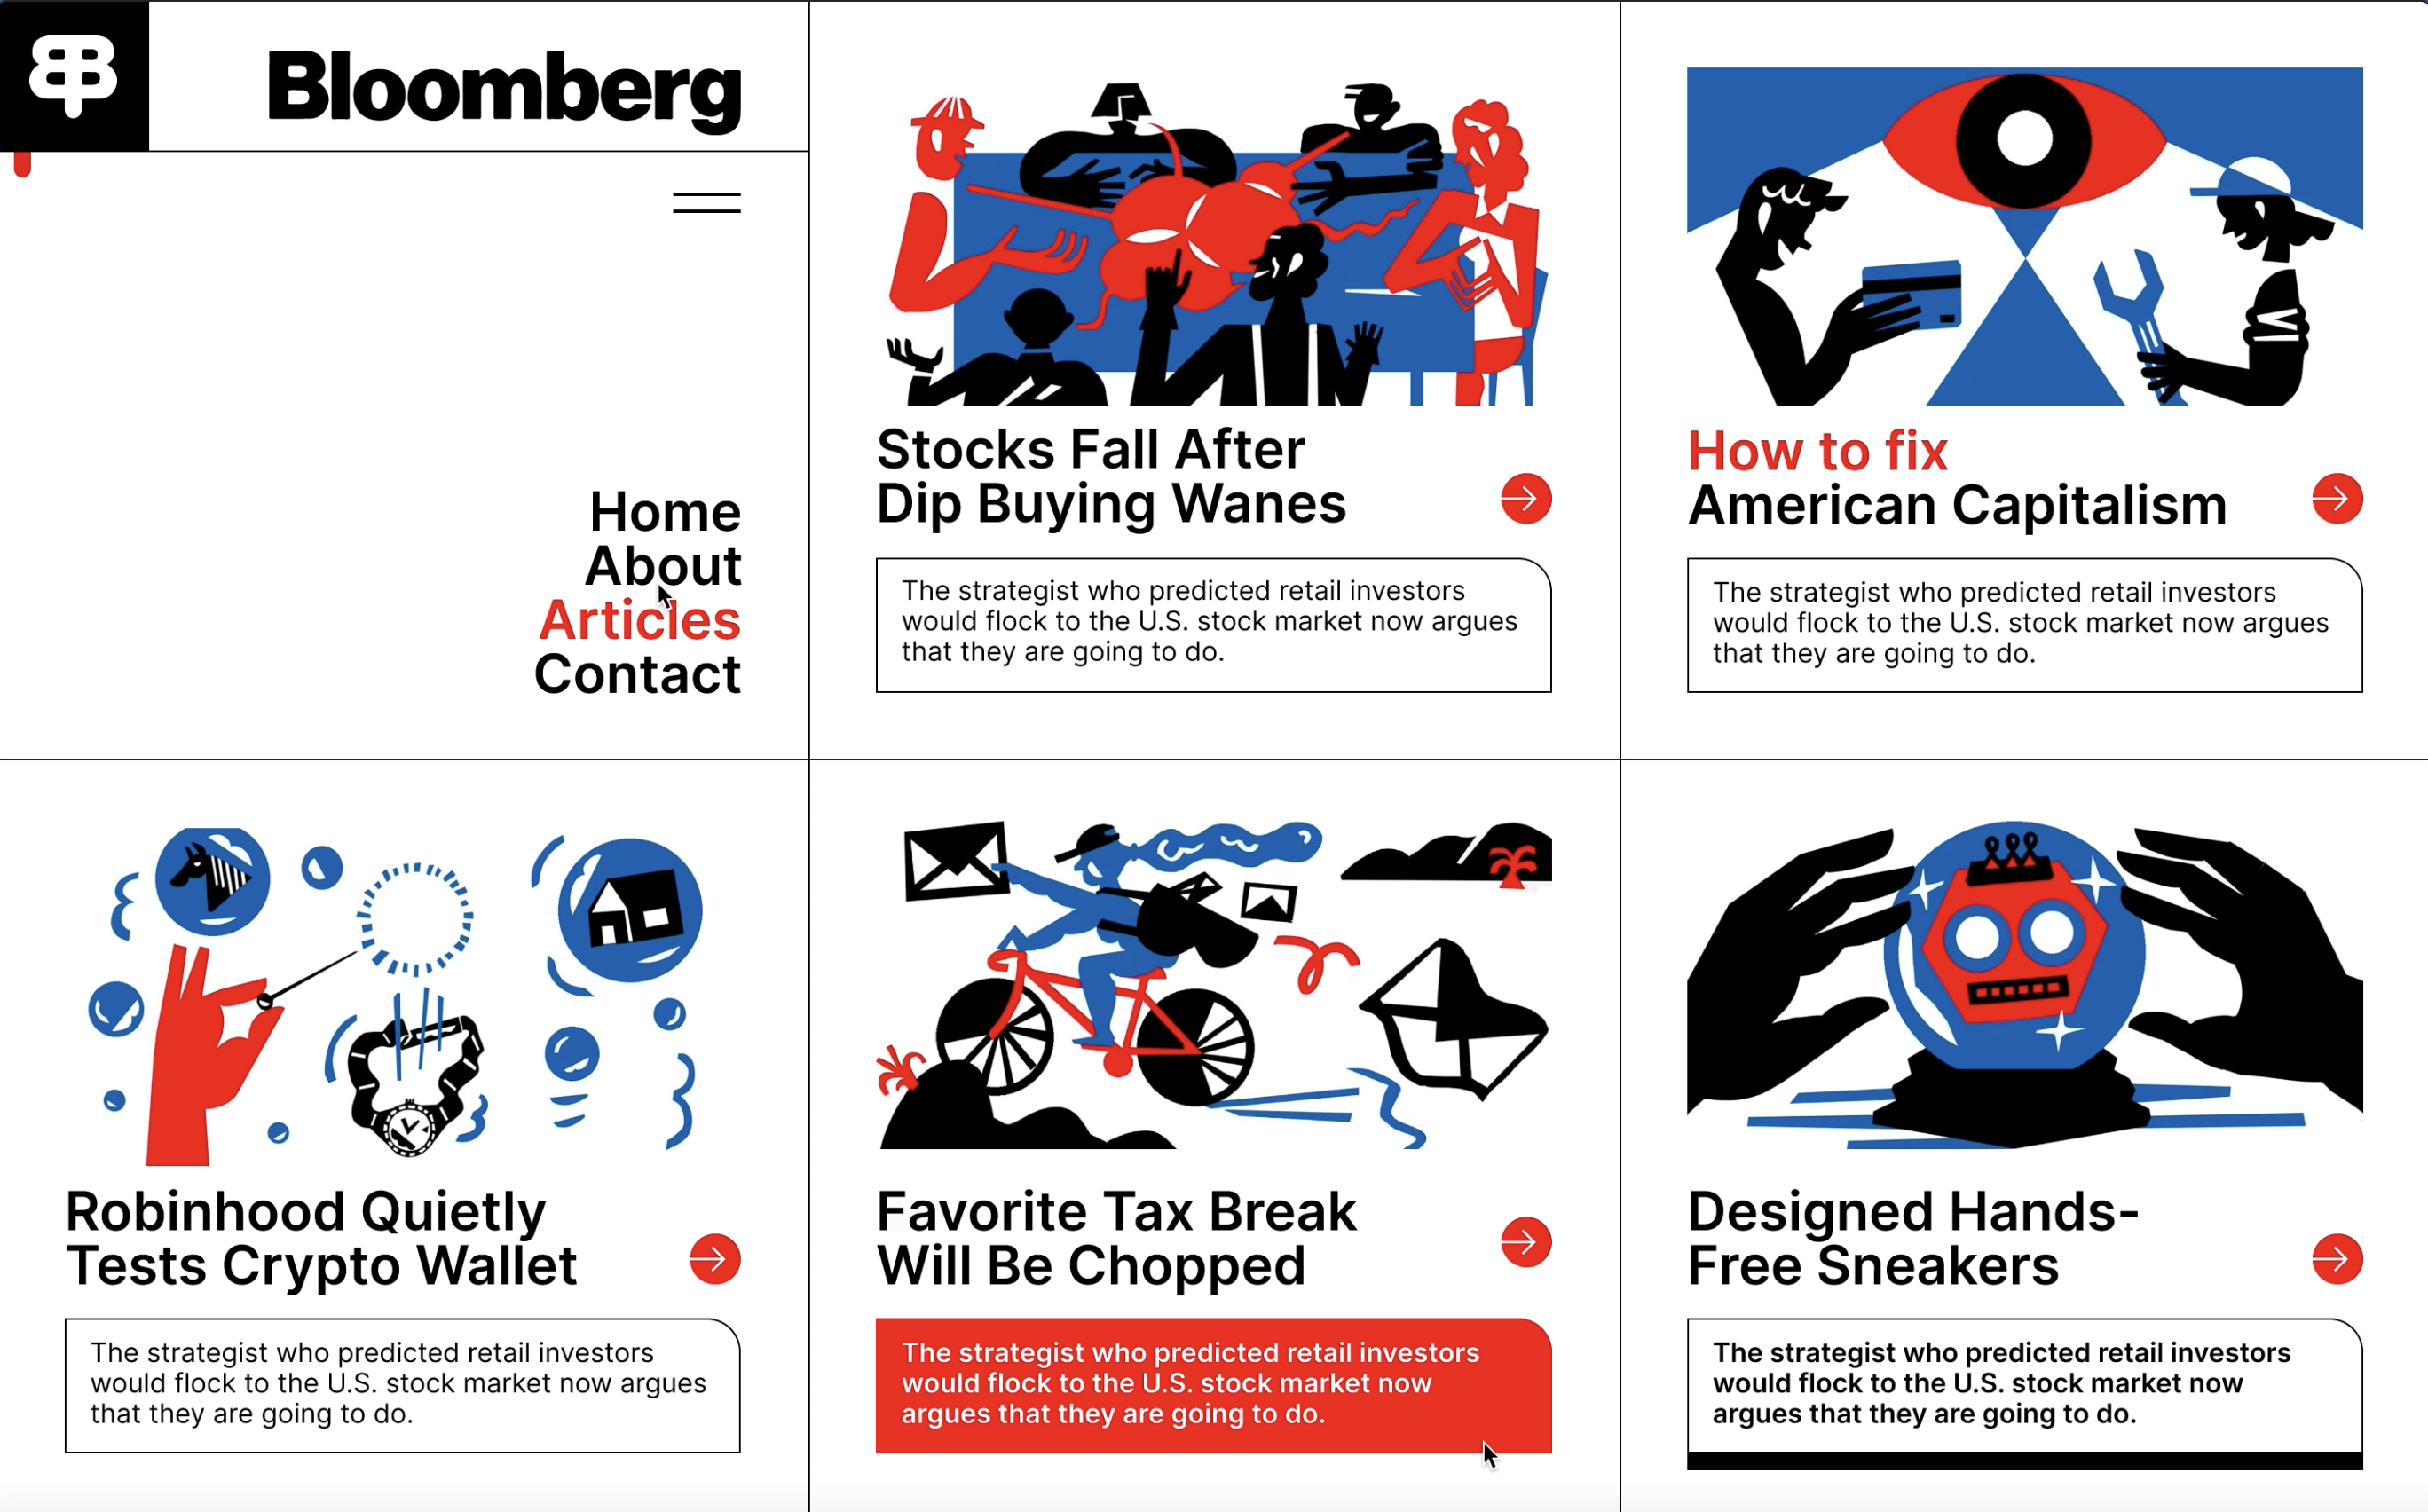 Bloomberg
Home
About
Articles
Contact
Stocks Fall After
Dip Buying Wanes
The strategist who predicted retail investors
would flock to the U.S. stock market now argues
that they are going to do.
How to fix
American Capitalism
The strategist who predicted retail investors
would flock to the U.S. stock market now argues
that they are going to do.
Robinhood Quietly
Tests Crypto Wallet
The strategist who predicted retail investors
would flock to the U.S. stock market now argues
that they are going to do.
Favorite Tax Break
Will Be Chopped
The strategist who predicted retail investors
would flock to the U.S. stock market now
argues that they are going to do.
Designed Hands-
Free Sneakers
The strategist who predicted retail investors
would flock to the U.S. stock market now
argues that they are going to do.